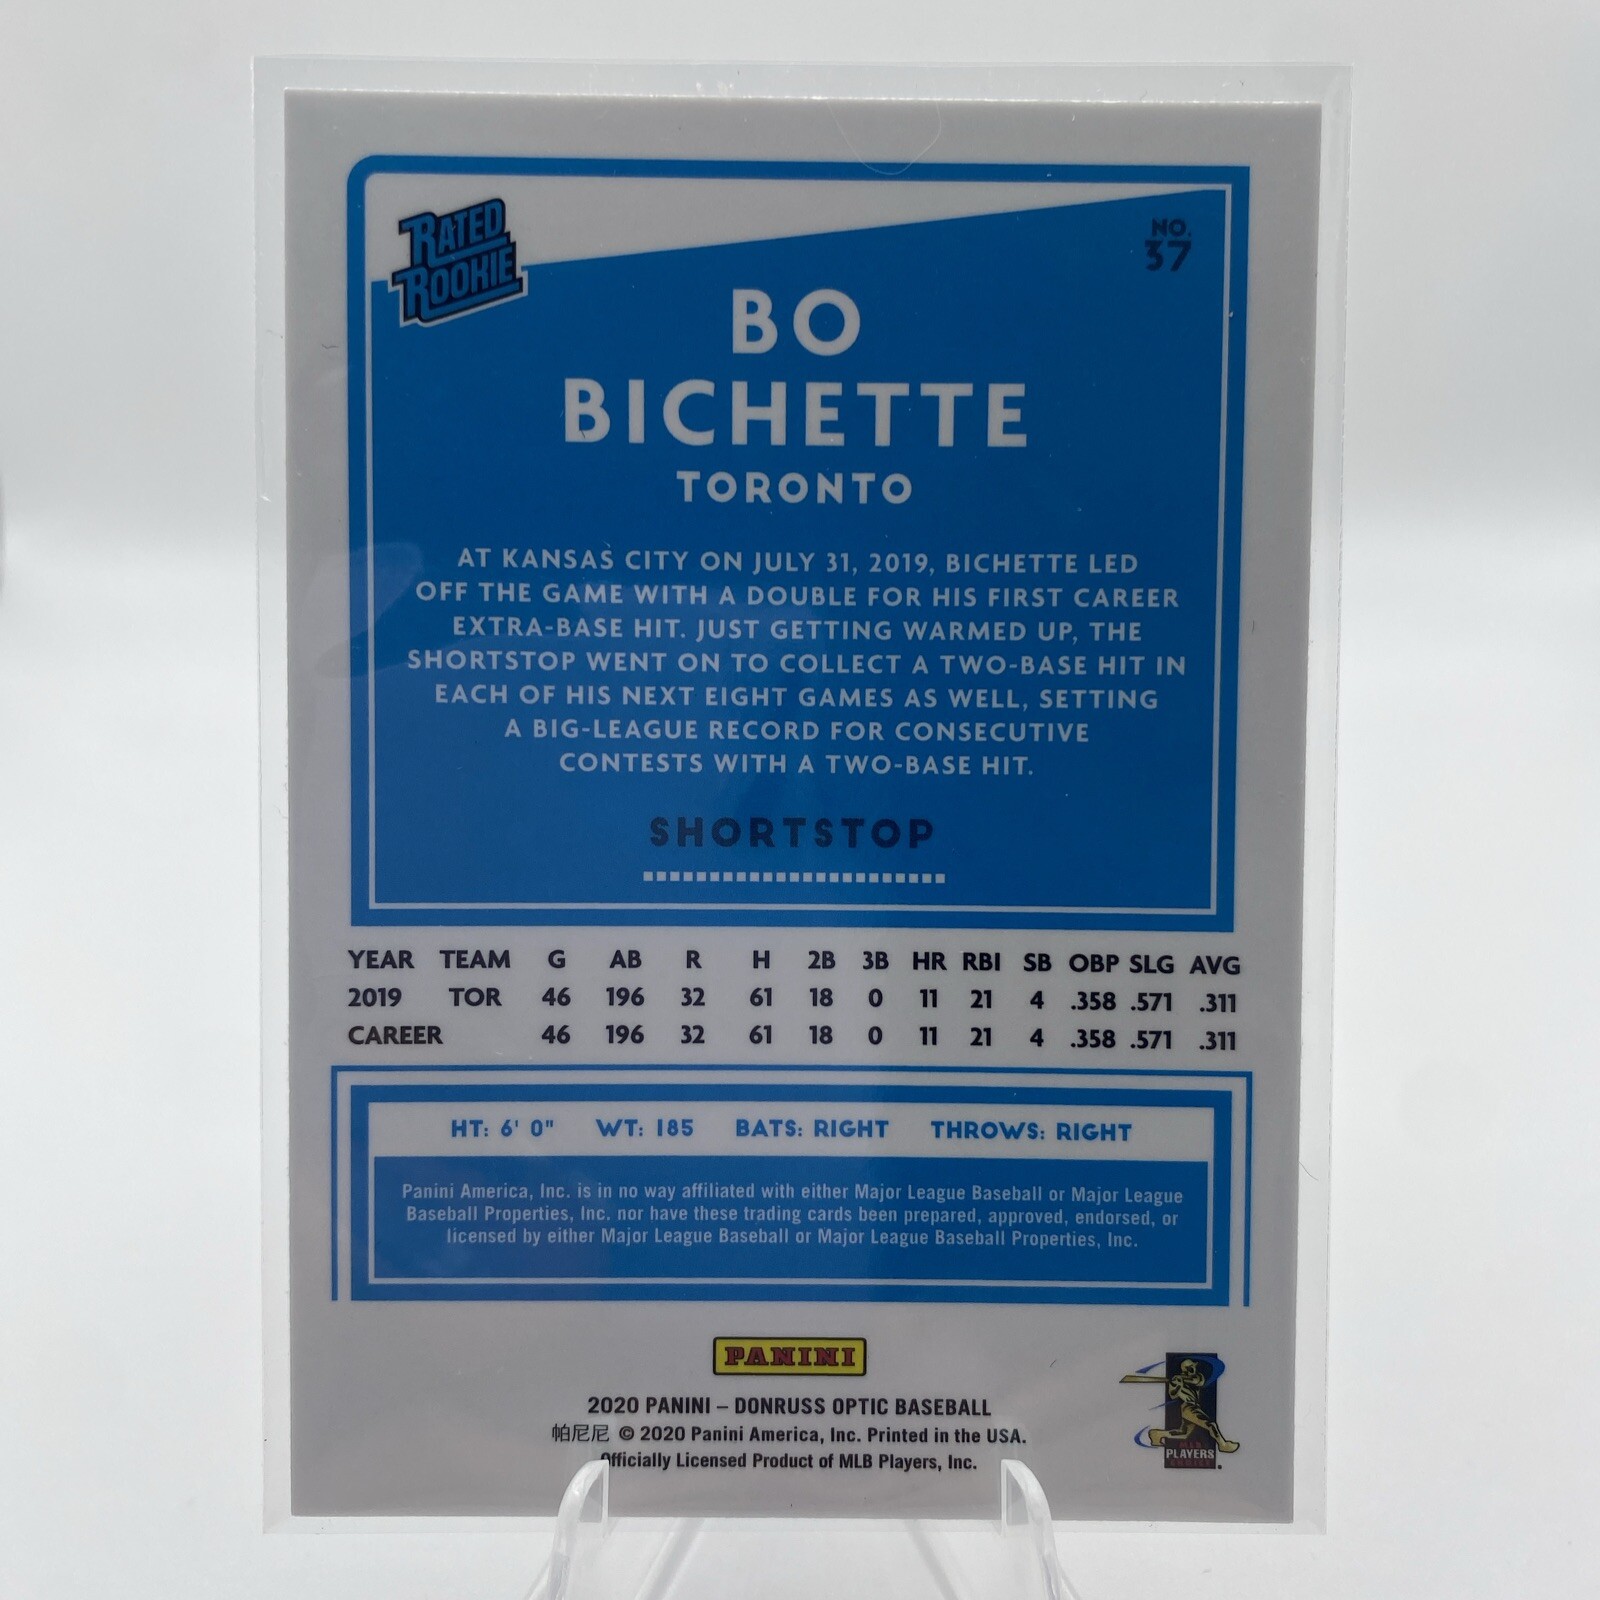 RATED
ROOKIE
NO.
37
BO
BICHETTE
TORONTO
AT KANSAS CITY ON JULY 31, 2019, BICHETTE LED
OFF THE GAME WITH A DOUBLE FOR HIS FIRST CAREER
EXTRA-BASE HIT. JUST GETTING WARMED UP, THE
SHORTSTOP WENT ON TO COLLECT A TWO-BASE HIT IN
EACH OF HIS NEXT EIGHT GAMES AS WELL, SETTING
A BIG-LEAGUE RECORD FOR CONSECUTIVE
CONTESTS WITH A TWO-BASE HIT.
SHORTSTOP
YEAR TEAM G AB R H 2B 3B HR RBI SB OBP SLG AVG
2019 TOR 46 196 32 61 18 0 11 21 4 .358 .571 .311
CAREER 46 196 32 61 18 0 11 21 4 .358 .571 .311
HT: 6' 0" WT: 185 BATS: RIGHT THROWS: RIGHT
Panini America, Inc. is in no way affiliated with either Major League Baseball or Major League
Baseball Properties, Inc. nor have these trading cards been prepared, approved, endorsed, or
licensed by either Major League Baseball or Major League Baseball Properties, Inc.
PANINI
2020 PANINI – DONRUSS OPTIC BASEBALL
帕尼尼 © 2020 Panini America, Inc. Printed in the USA.
Officially Licensed Product of MLB Players, Inc.
MLB
PLAYERS
CHOICE